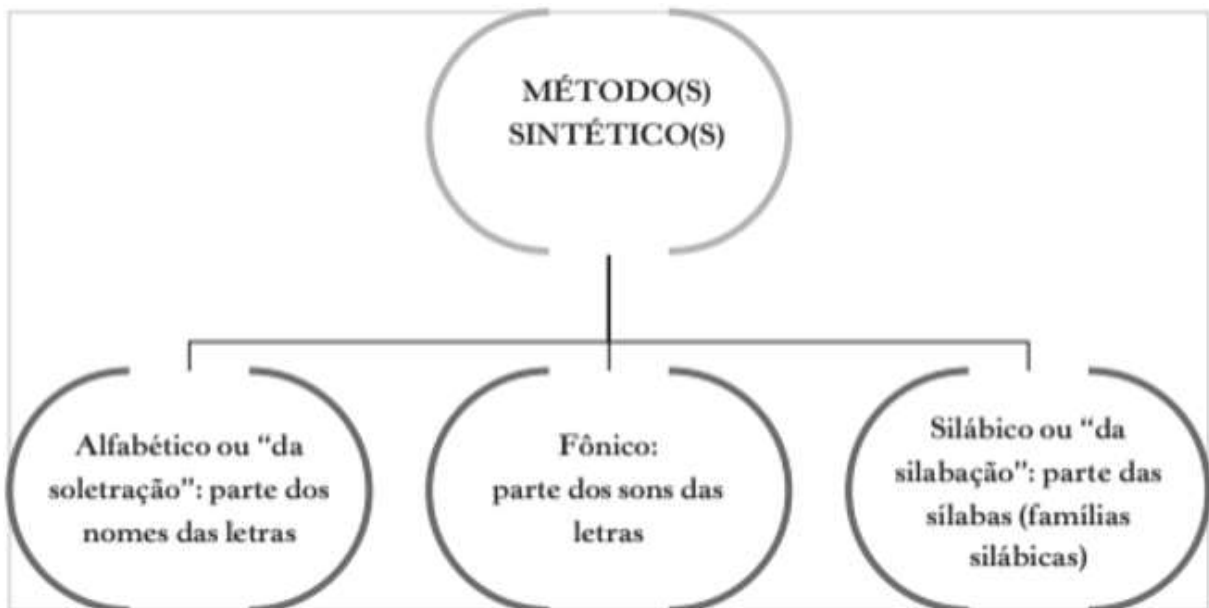 MÉTODO(S)
SINTÉTICO(S)
Alfabético ou “da
soletração”: parte dos
nomes das letras
Fônico:
parte dos sons das
letras
Silábico ou “da
silabação”: parte das
sílabas (famílias
silábicas)